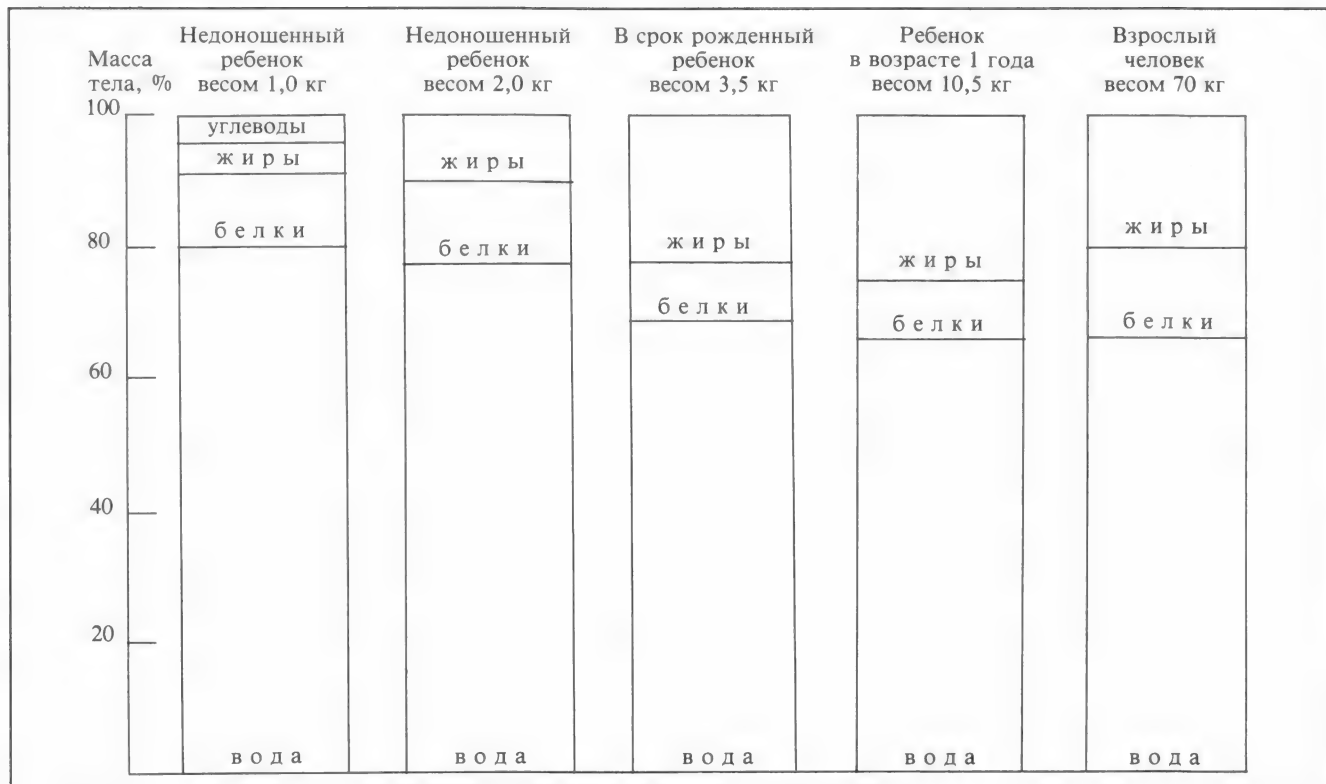 Масса
тела, %
Недоношенный
ребенок
весом 1,0 кг
Недоношенный
ребенок
весом 2,0 кг
В срок рожденный
ребенок
весом 3,5 кг
Ребенок
в возрасте 1 года
весом 10,5 кг
Взрослый
человек
весом 70 кг
100
80
60
40
20
углеводы
жиры
белки
вода
жиры
белки
вода
жиры
белки
вода
жиры
белки
вода
жиры
белки
вода